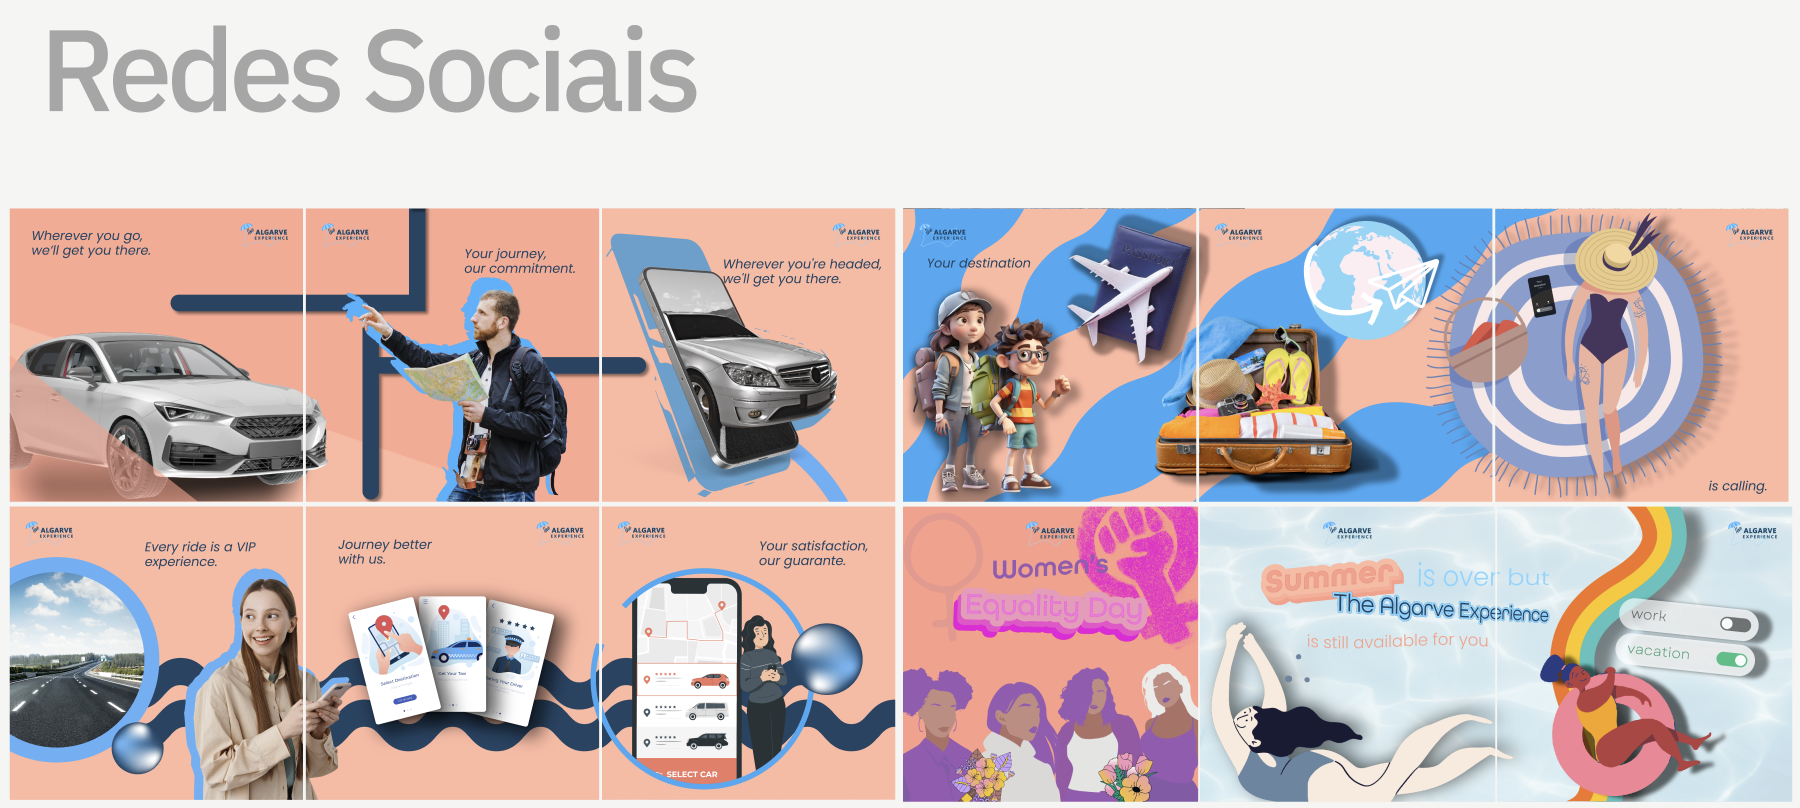 Redes Sociais
Wherever you go,
we'll get you there.
ALGARVE
EXPERIENCE
ALGARVE
EXPERIENCE
Your journey,
our commitment.
ALGARVE
EXPERIENCE
Wherever you're headed,
we'll get you there.
ALGARVE
EXPERIENCE
Your destination
PASSPORT
ALGARVE
EXPERIENCE
ALGARVE
EXPERIENCE
is calling.
ALGARVE
EXPERIENCE
Every ride is a VIP
experience.
Journey better
with us.
ALGARVE
EXPERIENCE
Select Destination
Get Your Taxi
Your Driver
ALGARVE
EXPERIENCE
Your satisfaction,
our guarante.
SELECT CAR
ALGARVE
EXPERIENCE
Women's
Equality Day
ALGARVE
EXPERIENCE
Summer is over but
The Algarve Experience
is still available for you
ALGARVE
EXPERIENCE
work
vacation